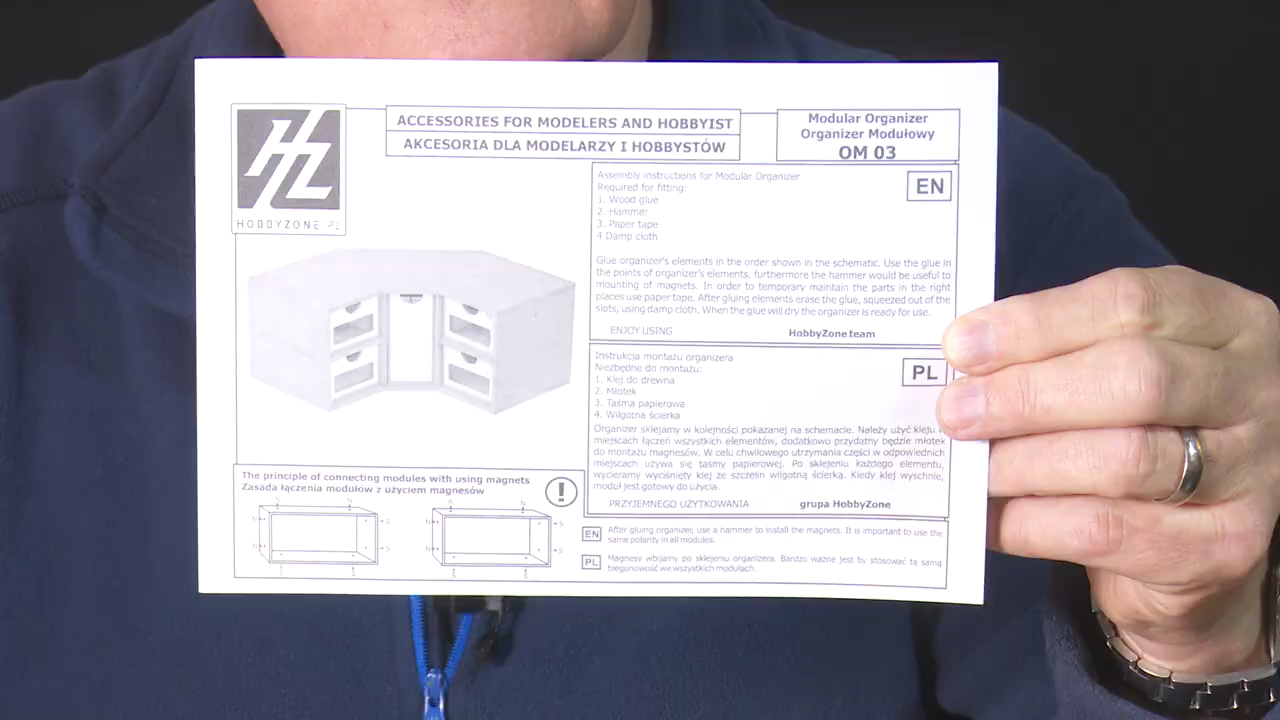 HOBBYZONE.PL
ACCESSORIES FOR MODELERS AND HOBBYIST
AKCESORIA DLA MODELARZY I HOBBYSTÓW
Modular Organizer
Organizer Modułowy
OM 03
EN
Assembly instructions for Modular Organizer
Required for fitting:
1. Wood glue
2. Hammer
3. Paper tape
4 Damp cloth
Glue organizer's elements in the order shown in the schematic. Use the glue in
the points of organizer's elements, furthermore the hammer would be useful to
mounting of magnets. In order to temporary maintain the parts in the right
places use paper tape. After gluing elements erase the glue, squeezed out of the
slots, using damp cloth. When the glue will dry the organizer is ready for use.
ENJOY USING
HobbyZone team
PL
Instrukcja montażu organizera
Niezbędne do montażu:
1. Klej do drewna
2. Młotek
3. Taśma papierowa
4. Wilgotna ścierka
Organizer sklejamy w kolejności pokazanej na schemacie. Należy użyć kleju w
miejscach łączeń wszystkich elementów, dodatkowo przydatny będzie młotek
do montażu magnesów. W celu chwilowego utrzymania części w odpowiednich
miejscach używa się taśmy papierowej. Po sklejeniu każdego elementu,
wycieramy wyciśnięty klej ze szczelin wilgotną ścierką. Kiedy klej wyschnie,
moduł jest gotowy do użycia.
PRZYJEMNEGO UŻYTKOWANIA
grupa HobbyZone
The principle of connecting modules with using magnets
Zasada łączenia modułów z użyciem magnesów
!
N N S N S S S
N N S N S S S
EN
After gluing organizer, use a hammer to install the magnets. It is important to use the
same polarity in all modules.
PL
Magnesy wbijamy po sklejeniu organizera. Bardzo ważne jest by stosować tą samą
biegunowość we wszystkich modułach.